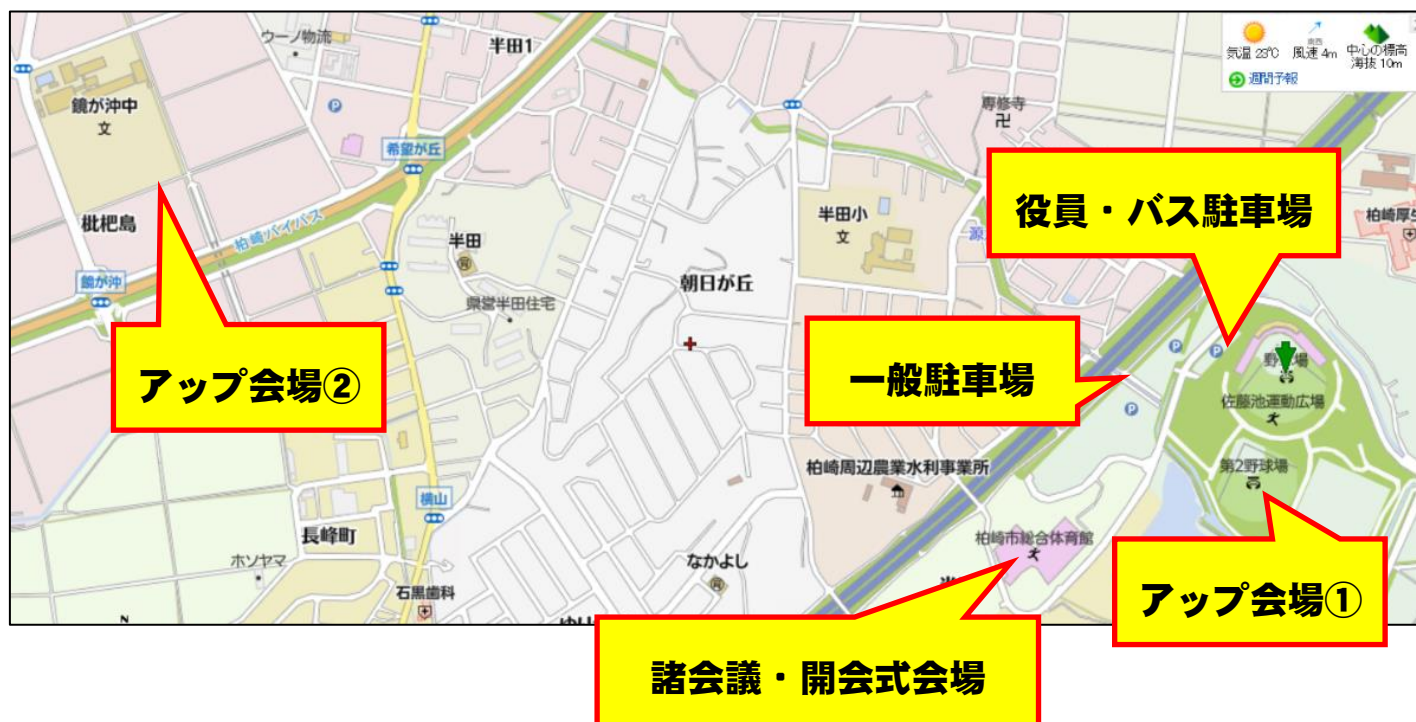 ウーノ物流
半田1
気温 23℃
南西
風速 4m
中心の標高
海抜 10m
週間予報
鏡が沖中
文
P
専修寺
卍
希望が丘
枇杷島
柏崎バイパス
半田小
文
役員・バス駐車場
半田
鏡が沖
県営半田住宅
朝日が丘
アップ会場②
一般駐車場
P
P
P
佐藤池運動広場
柏崎周辺農業水利事業所
第2野球場
横山
長峰町
ホソヤマ
なかよし
石黒歯科
柏崎市総合体育館
アップ会場①
N
諸会議・開会式会場